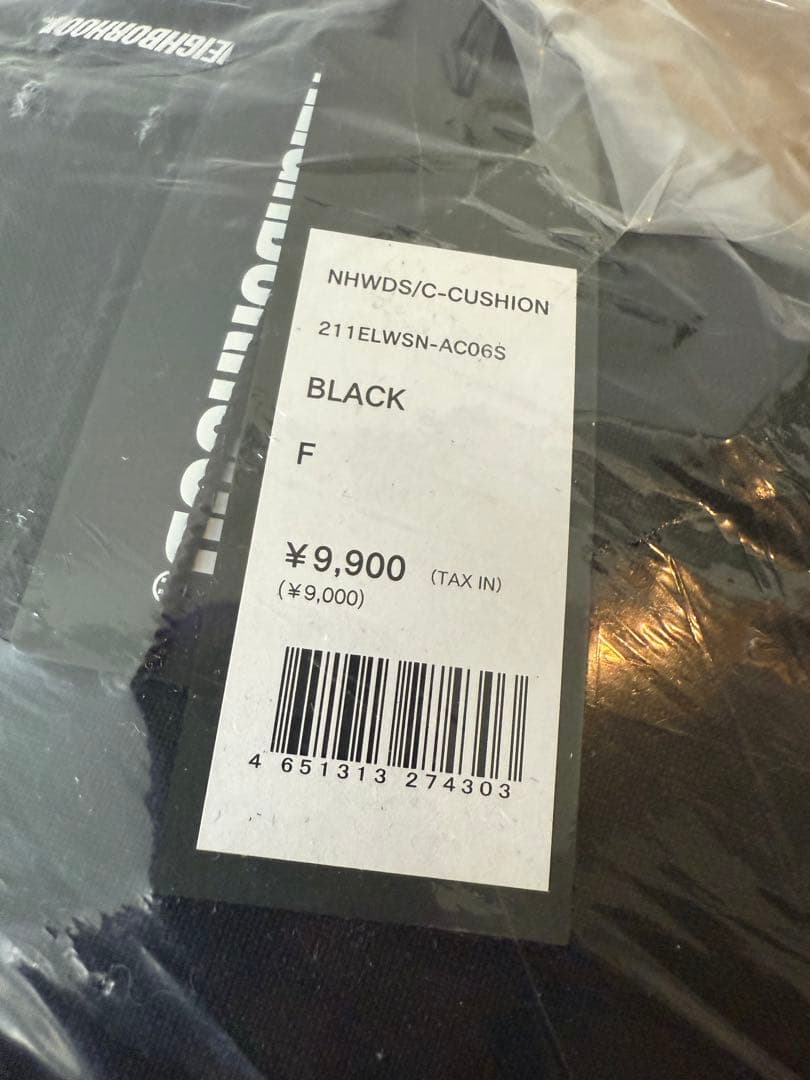 NEIGHBORHOOD
NHWDS/C-CUSHION
211ELWSN-AC06S
BLACK
F
¥9,900 (TAX IN)
(¥9,000)
4 651313 274303